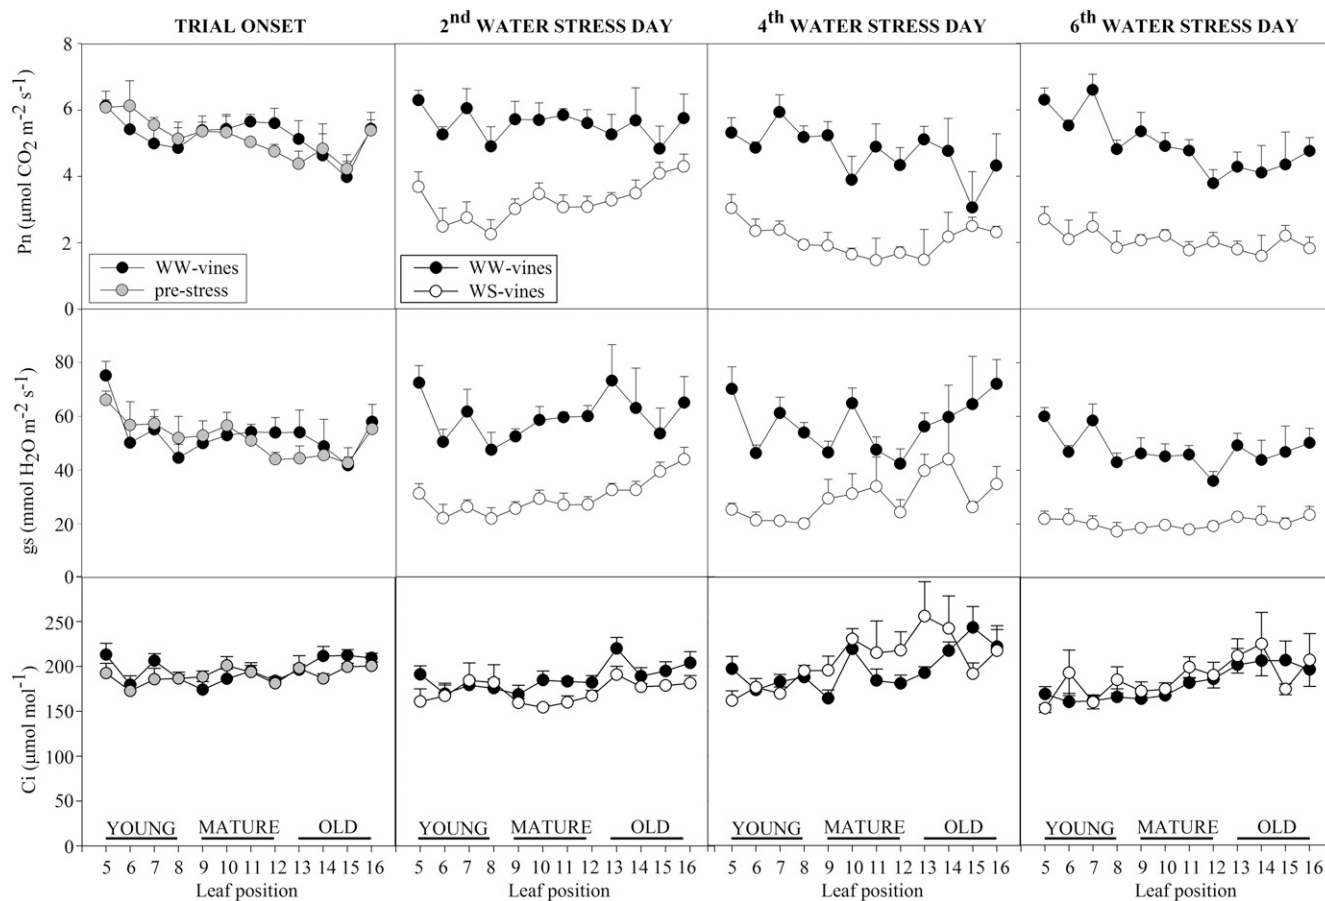 TRIAL ONSET
2nd WATER STRESS DAY
4th WATER STRESS DAY
6th WATER STRESS DAY
Pn (µmol CO2 m-2 s-1)
8
6
4
2
0
WW-vines
pre-stress
WW-vines
WS-vines
gs (mmol H2O m-2 s-1)
80
60
40
20
0
Ci (µmol mol-1)
250
200
150
100
50
0
YOUNG MATURE OLD
YOUNG MATURE OLD
YOUNG MATURE OLD
YOUNG MATURE OLD
5 6 7 8 9 10 11 12 13 14 15 16
5 6 7 8 9 10 11 12 13 14 15 16
5 6 7 8 9 10 11 12 13 14 15 16
5 6 7 8 9 10 11 12 13 14 15 16
Leaf position
Leaf position
Leaf position
Leaf position